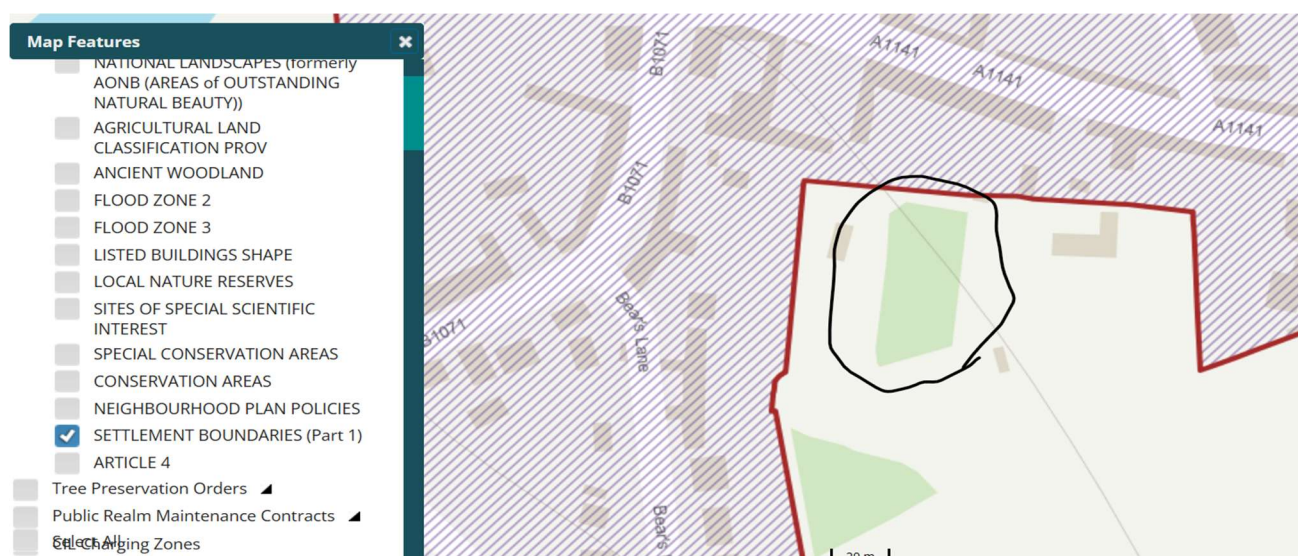 Map Features
NATIONAL LANDSCAPES (formerly
AONB (AREAS of OUTSTANDING
NATURAL BEAUTY))
AGRICULTURAL LAND
CLASSIFICATION PROV
ANCIENT WOODLAND
FLOOD ZONE 2
FLOOD ZONE 3
LISTED BUILDINGS SHAPE
LOCAL NATURE RESERVES
SITES OF SPECIAL SCIENTIFIC
INTEREST
SPECIAL CONSERVATION AREAS
CONSERVATION AREAS
NEIGHBOURHOOD PLAN POLICIES
SETTLEMENT BOUNDARIES (Part 1)
ARTICLE 4
Tree Preservation Orders
Public Realm Maintenance Contracts
Select All
CIL Charging Zones
B1071
A1141
A1141
A1141
B1071
B1071
Bear's Lane
Bear's
20 m